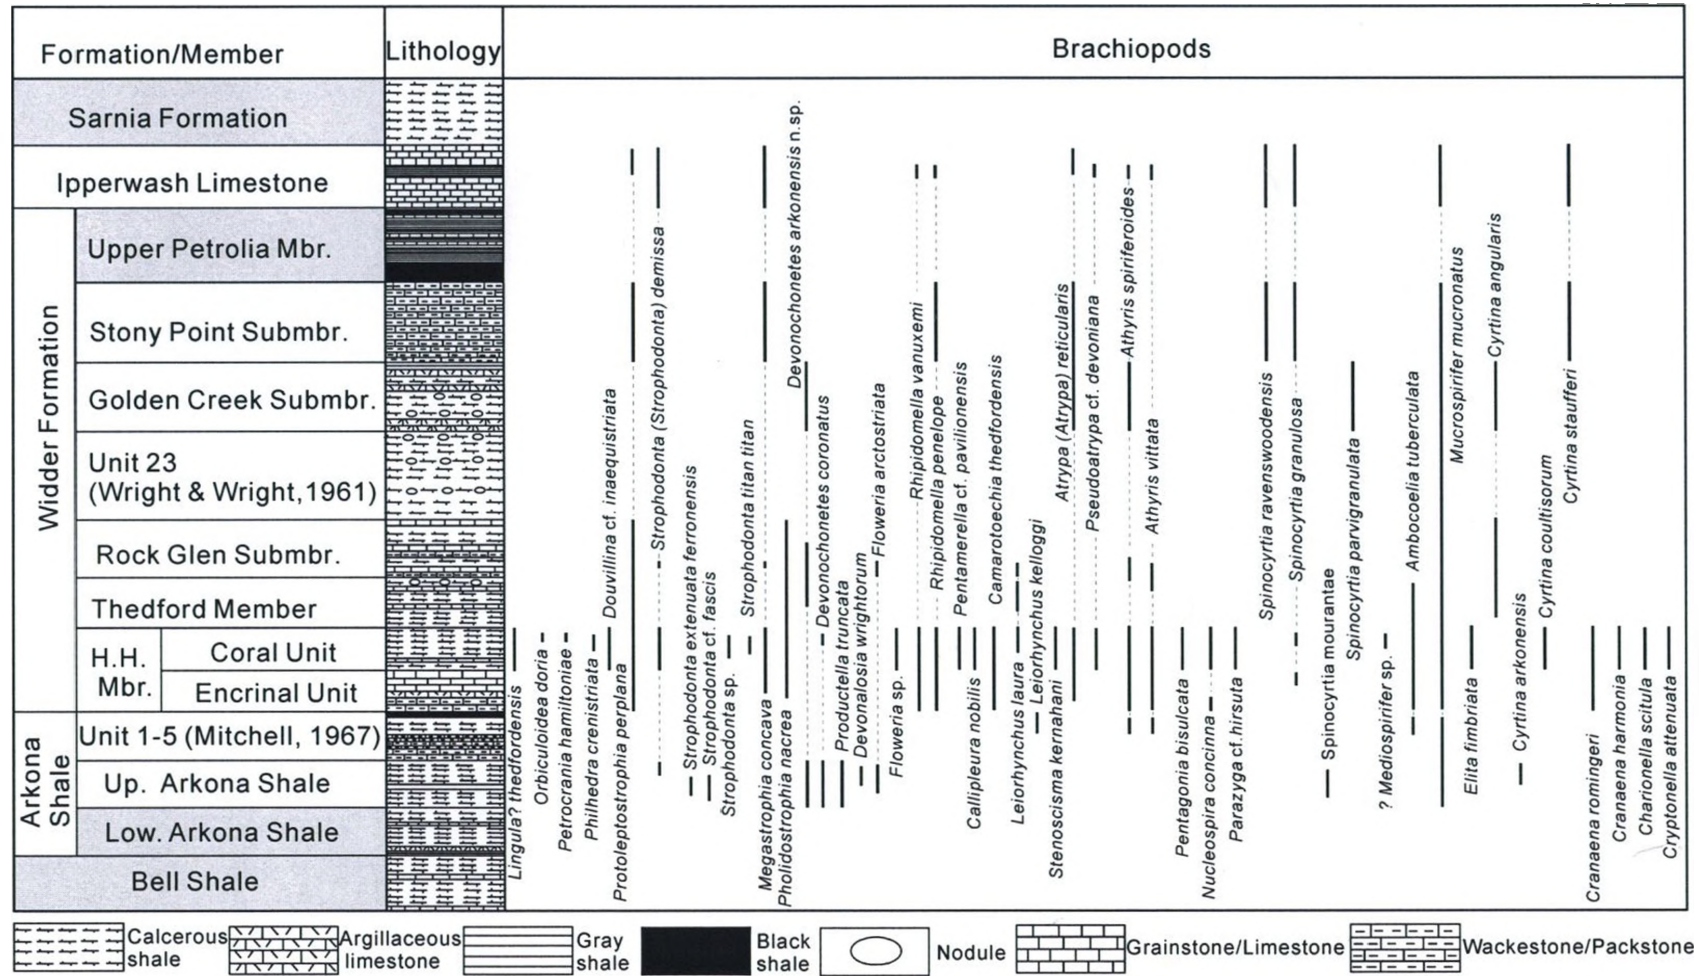 Formation/Member
Lithology
Brachiopods
Sarnia Formation
Ipperwash Limestone
Widder Formation
Upper Petrolia Mbr.
Stony Point Submbr.
Golden Creek Submbr.
Unit 23
(Wright & Wright,1961)
Rock Glen Submbr.
Thedford Member
H.H.
Mbr.
Coral Unit
Encrinal Unit
Arkona
Shale
Unit 1-5 (Mitchell, 1967)
Up. Arkona Shale
Low. Arkona Shale
Bell Shale
Lingula? thedfordensis
Orbiculoidea doria
Petrocrania hamiltoniae
Philhedra crenistriata
Douvillina cf. inaequistriata
Protoleptostrophia perplana
Strophodonta (Strophodonta) demissa
Strophodonta extenuata ferronensis
Strophodonta cf. fascis
Strophodonta sp.
Strophodonta titan titan
Megastrophia concava
Pholidostrophia nacrea
Devonochonetes arkonensis n.sp.
Devonochonetes coronatus
Productella truncata
Devonalosia wrightorum
Floweria arctostriata
Floweria sp.
Rhipidomella vanuxemi
Rhipidomella penelope
Pentamerella cf. pavilionensis
Callipleura nobilis
Camarotoechia thedfordensis
Leiorhynchus laura
Leiorhynchus kelloggi
Stenoscisma kernahani
Atrypa (Atrypa) reticularis
Pseudoatrypa cf. devoniana
Athyris spiriferoides
Athyris vittata
Pentagonia bisulcata
Nucleospira concinna
Parazyga cf. hirsuta
Spinocyrtia ravenswoodensis
Spinocyrtia granulosa
Spinocyrtia mourantae
Spinocyrtia parvigranulata
? Mediospirifer sp.
Ambocoelia tuberculata
Mucrospirifer mucronatus
Elita fimbriata
Cyrtina angularis
Cyrtina arkonensis
Cyrtina coultisorum
Cyrtina staufferi
Cranaena romingeri
Cranaena harmonia
Charionella scitula
Cryptonella attenuata
Calcerous
shale
Argillaceous
limestone
Gray
shale
Black
shale
Nodule
Grainstone/Limestone
Wackestone/Packstone